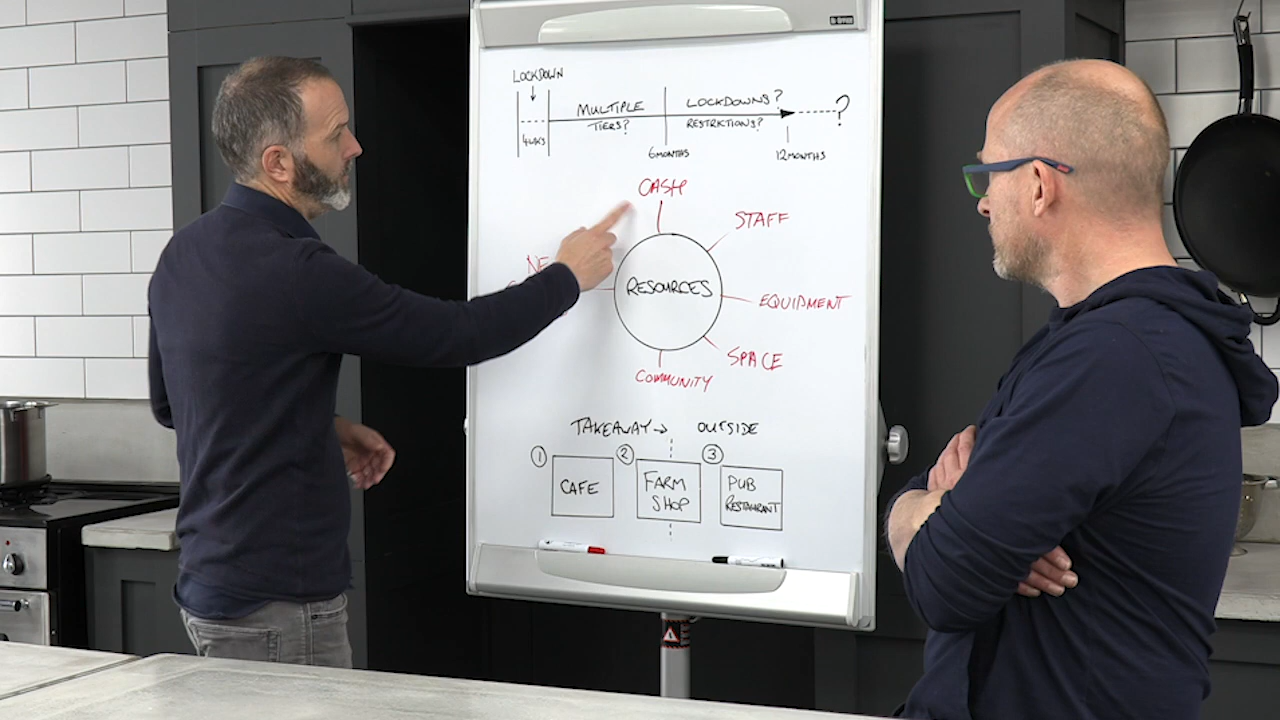 LOCKDOWN
4WKS
MULTIPLE
TIERS?
6MONTHS
LOCKDOWNS?
RESTRICTIONS?
12MONTHS
?
CASH
STAFF
EQUIPMENT
SPACE
COMMUNITY
RESOURCES
TAKEAWAY → OUTSIDE
1 2 3
CAFE
FARM
SHOP
PUB
RESTAURANT